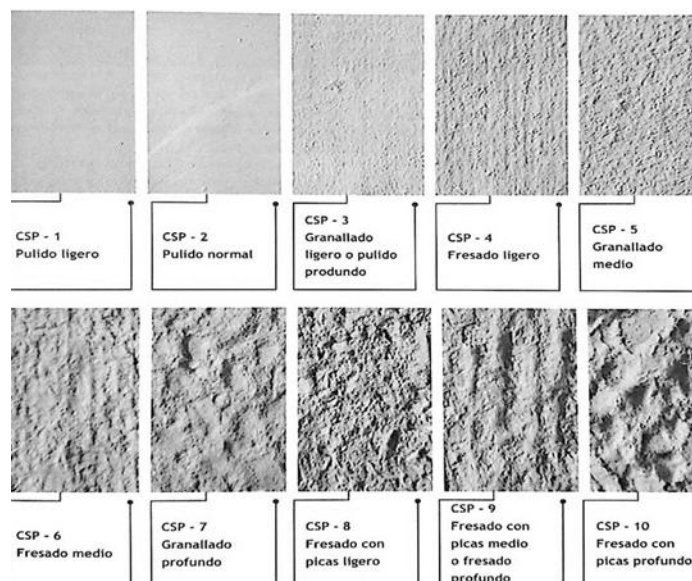 CSP - 1
Pulido ligero
CSP - 2
Pulido normal
CSP - 3
Granallado
ligero o pulido
produndo
CSP - 4
Fresado ligero
CSP - 5
Granallado
medio
CSP - 6
Fresado medio
CSP - 7
Granallado
profundo
CSP - 8
Fresado con
picas ligero
CSP - 9
Fresado con
picas medio
o fresado
profundo
CSP - 10
Fresado con
picas profundo